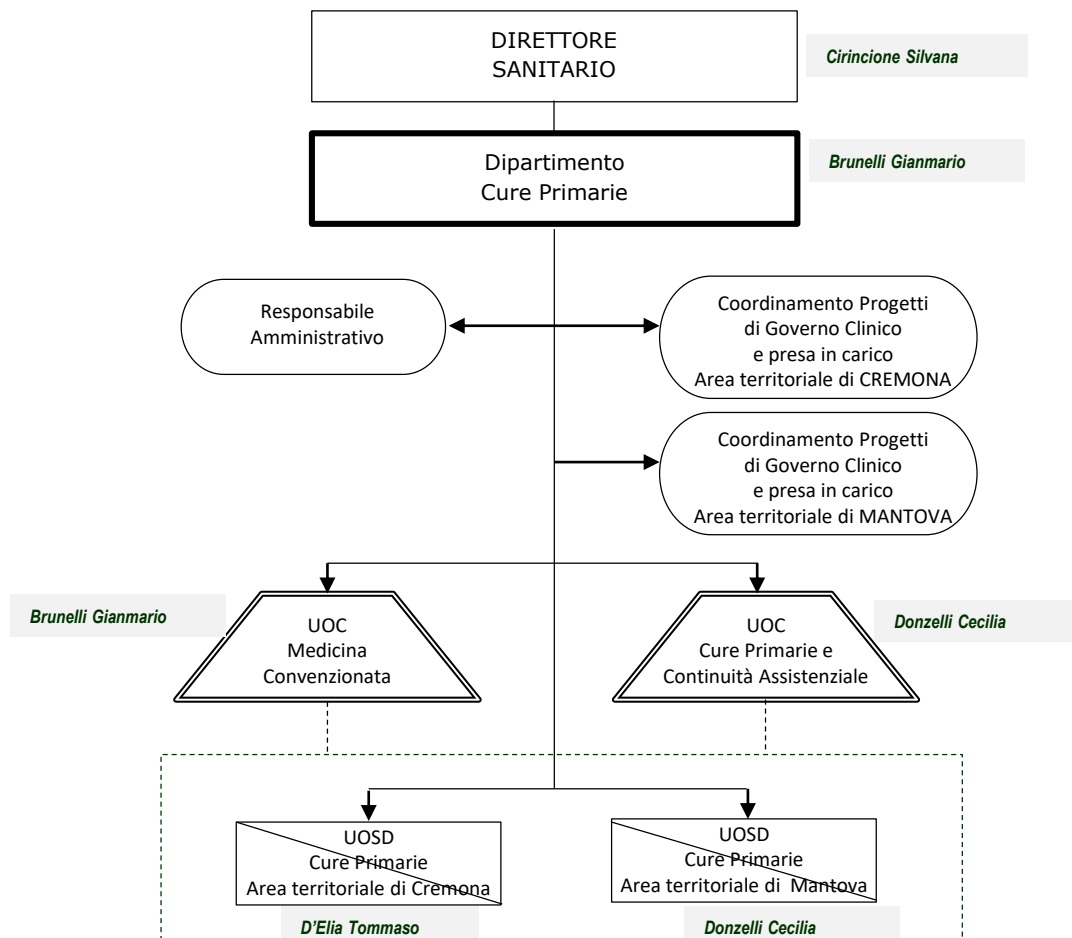 DIRETTORE
SANITARIO
Cirincione Silvana
Dipartimento
Cure Primarie
Brunelli Gianmario
Responsabile
Amministrativo
Coordinamento Progetti
di Governo Clinico
e presa in carico
Area territoriale di CREMONA
Coordinamento Progetti
di Governo Clinico
e presa in carico
Area territoriale di MANTOVA
Brunelli Gianmario
UOC
Medicina
Convenzionata
UOC
Cure Primarie e
Continuità Assistenziale
Donzelli Cecilia
UOSD
Cure Primarie
Area territoriale di Cremona
D'Elia Tommaso
UOSD
Cure Primarie
Area territoriale di Mantova
Donzelli Cecilia